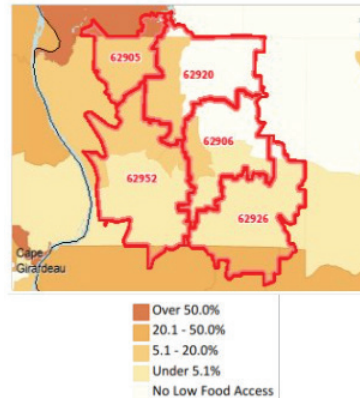 62905
62920
62906
62952
62926
Cape
Girardeau
Over 50.0%
20.1 - 50.0%
5.1 - 20.0%
Under 5.1%
No Low Food Access